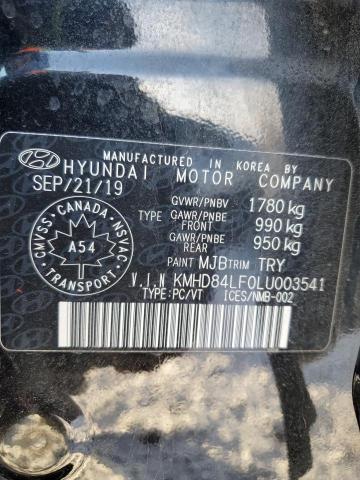 MANUFACTURED IN KOREA BY
HYUNDAI MOTOR COMPANY
SEP/21/19
GVWR/PNBV 1780 kg
TYPE GAWR/PNBE FRONT 990 kg
GAWR/PNBE REAR 950 kg
PAINT MJB TRIM TRY
V.I.N KMHD84LF0LU003541
TYPE:PC/VT ICES/NMB-002
CANADA
CMVSS NSVAC
A54
TRANSPORT